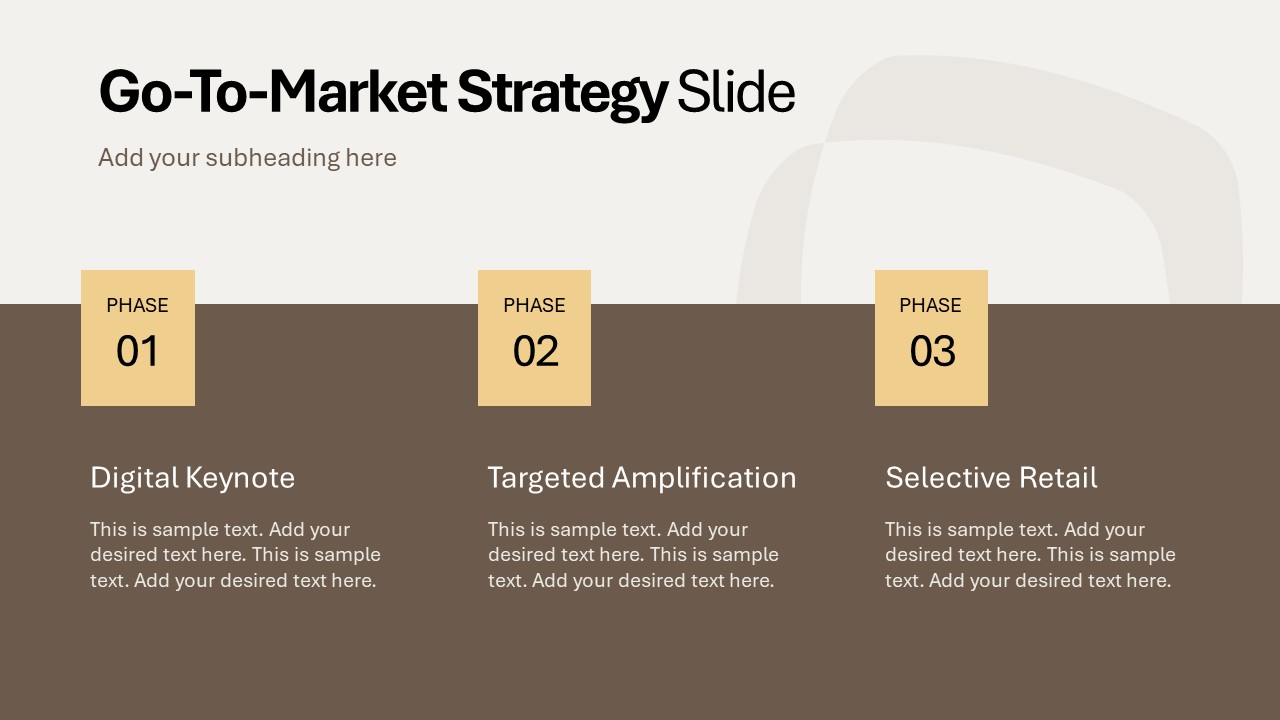 Go-To-Market Strategy Slide
Add your subheading here
PHASE
01
PHASE
02
PHASE
03
Digital Keynote
This is sample text. Add your
desired text here. This is sample
text. Add your desired text here.
Targeted Amplification
This is sample text. Add your
desired text here. This is sample
text. Add your desired text here.
Selective Retail
This is sample text. Add your
desired text here. This is sample
text. Add your desired text here.